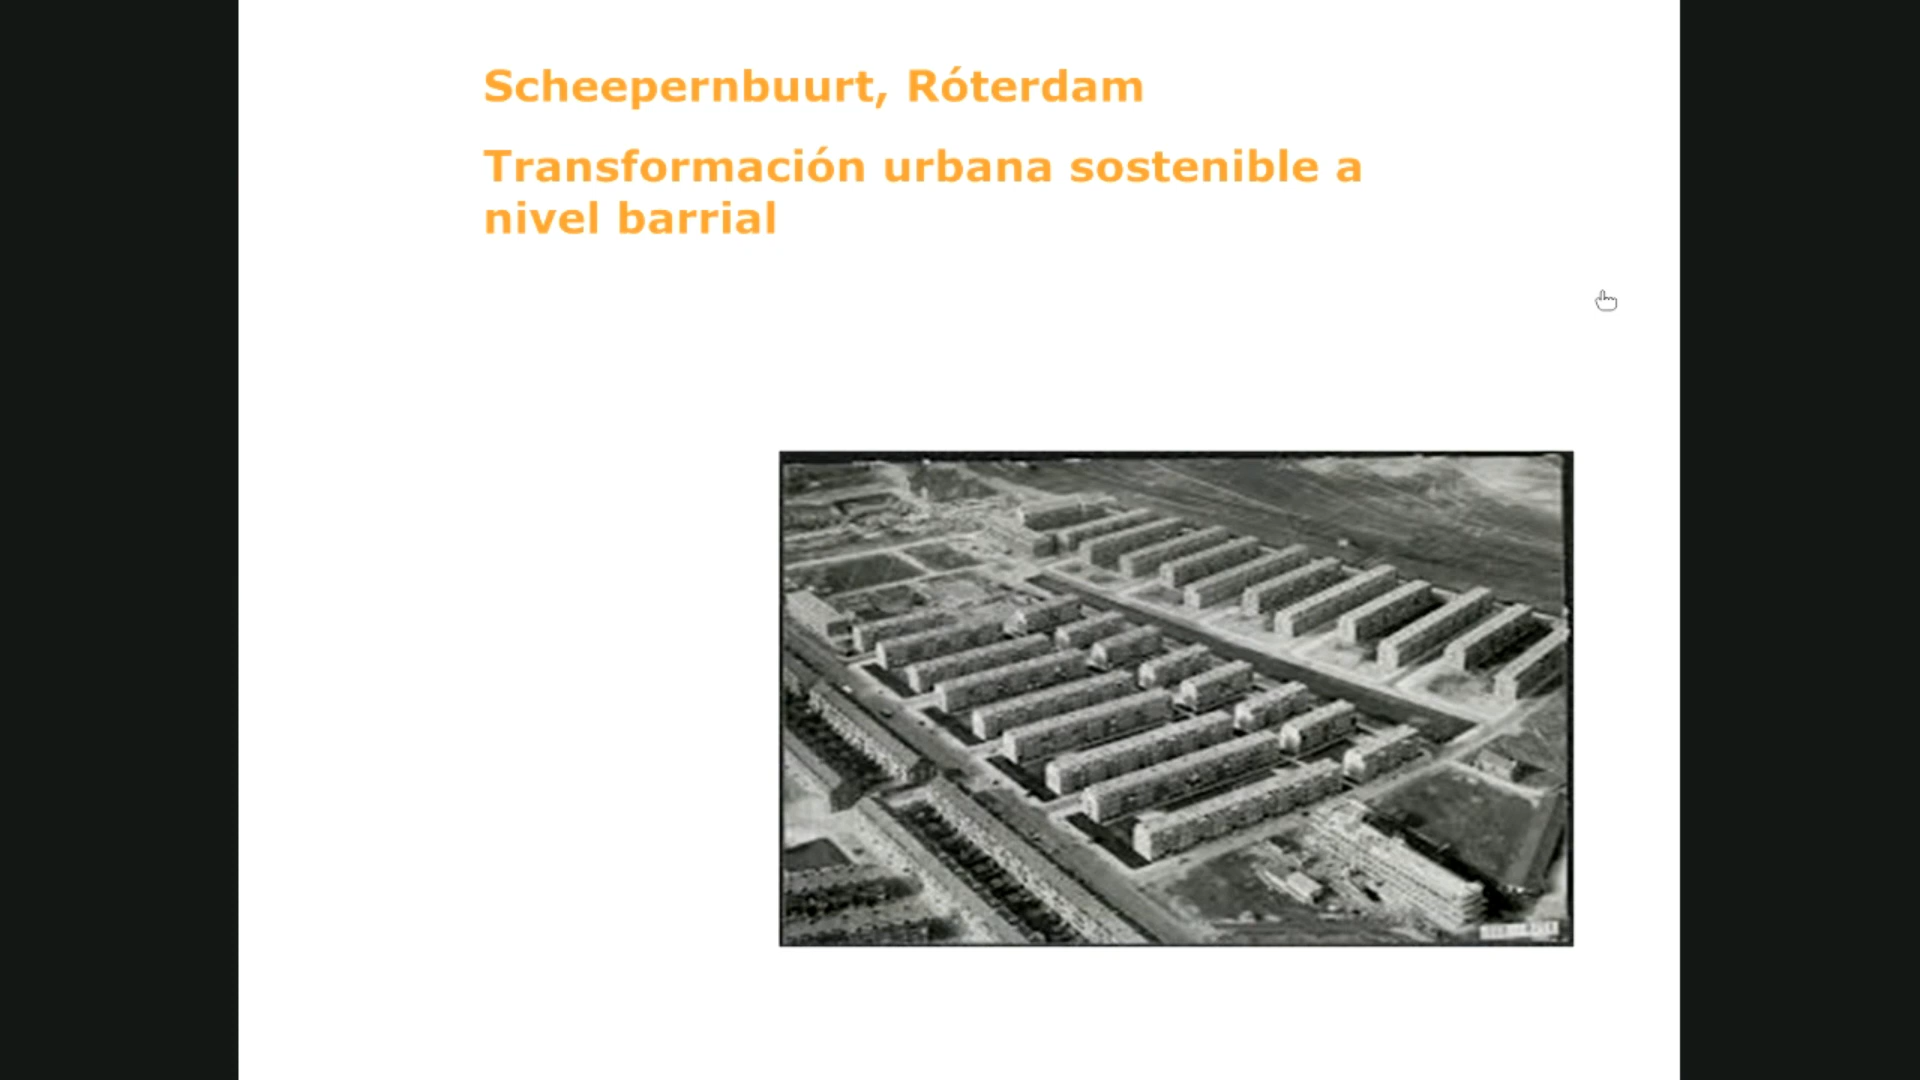 Scheepernbuurt, Róterdam
Transformación urbana sostenible a
nivel barrial